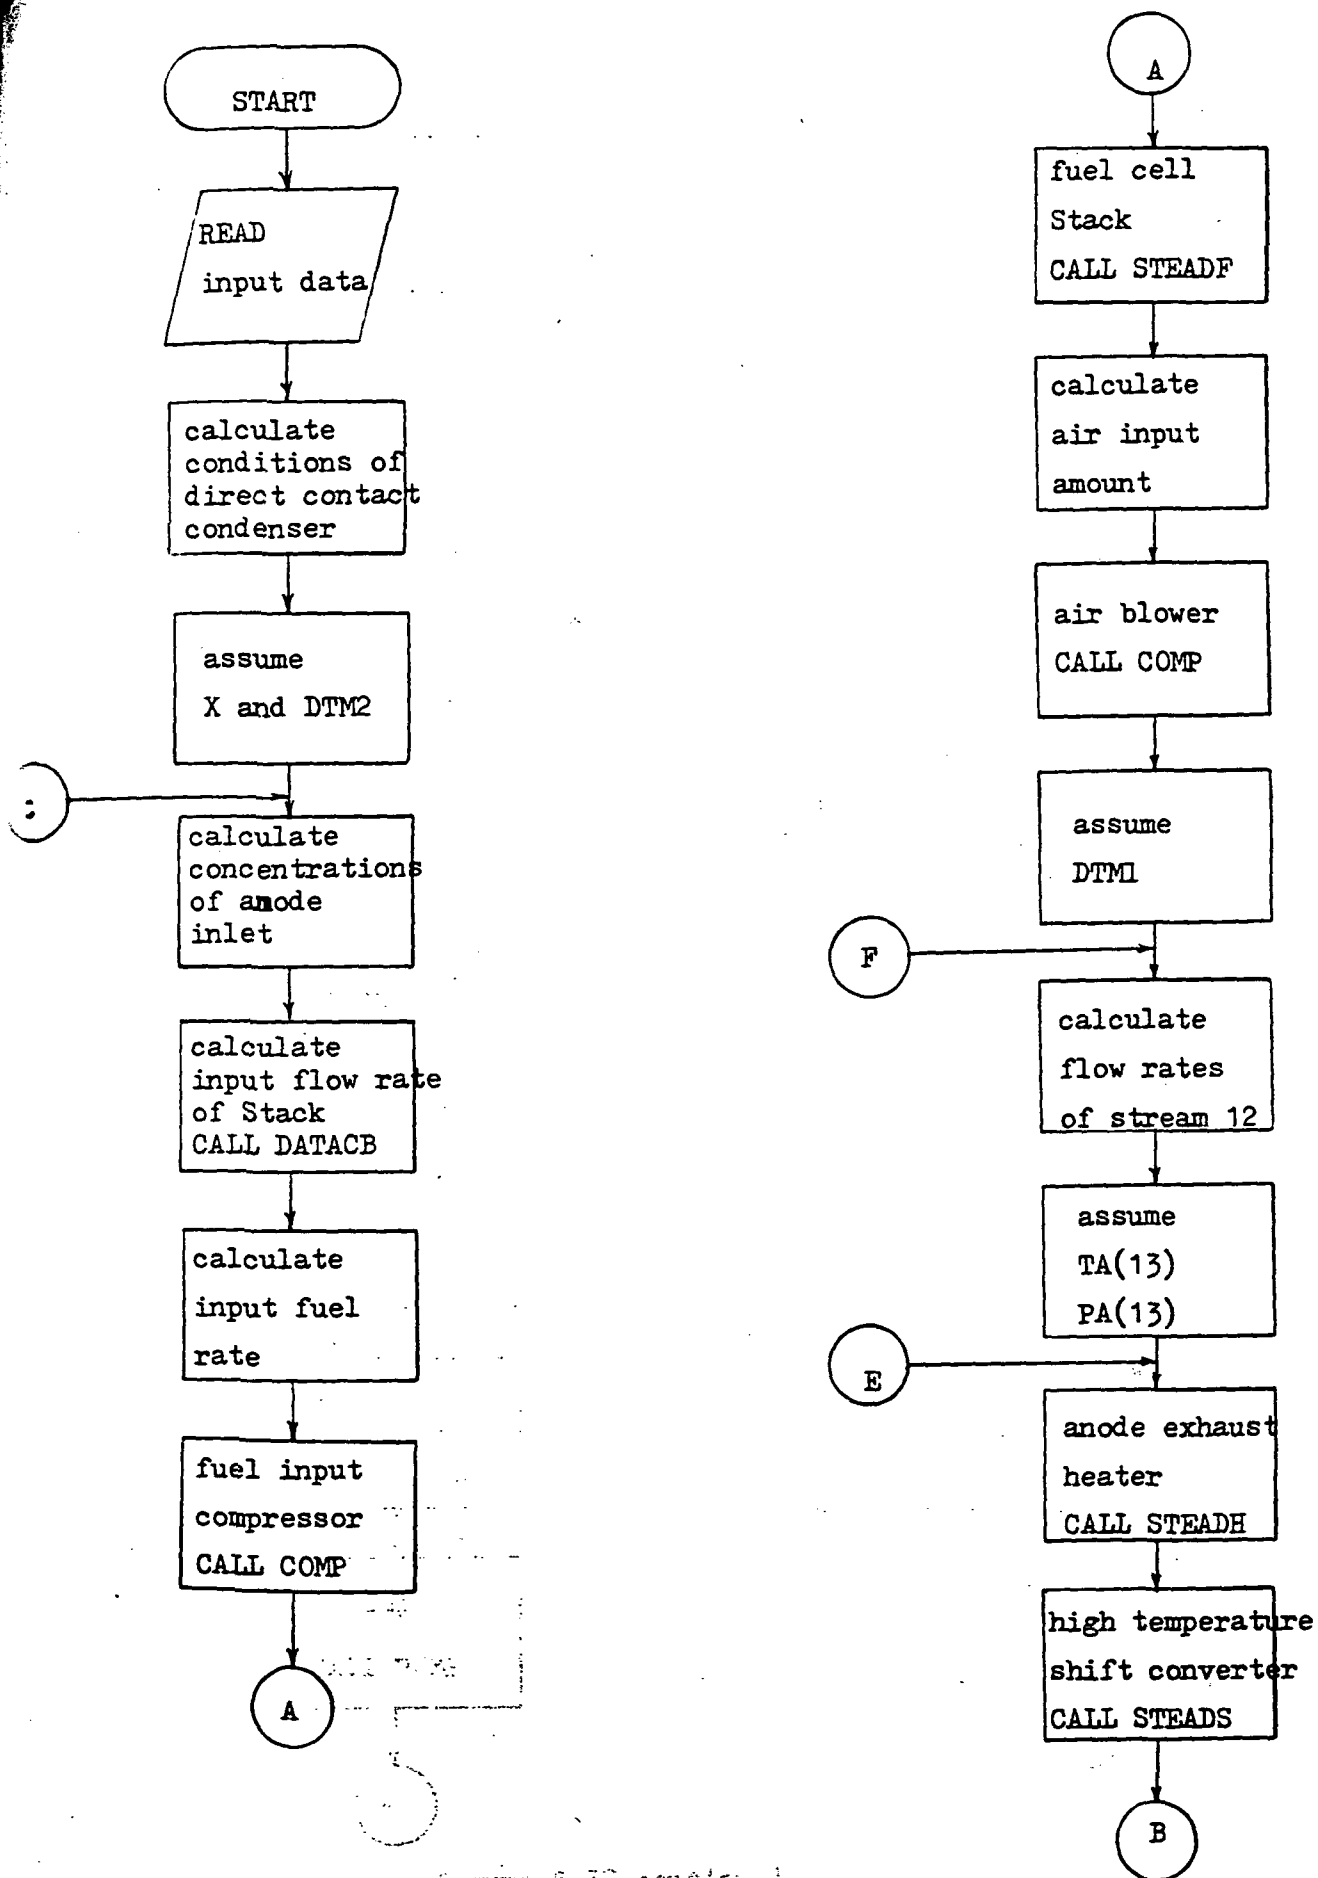 START
READ
input data
calculate
conditions of
direct contact
condenser
assume
X and DTM2
calculate
concentrations
of anode
inlet
calculate
input flow rate
of Stack
CALL DATACB
calculate
input fuel
rate
fuel input
compressor
CALL COMP
A
A
fuel cell
Stack
CALL STEADF
calculate
air input
amount
air blower
CALL COMP
assume
DTM1
F
calculate
flow rates
of stream 12
assume
TA(13)
PA(13)
E
anode exhaust
heater
CALL STEADH
high temperature
shift converter
CALL STEADS
B